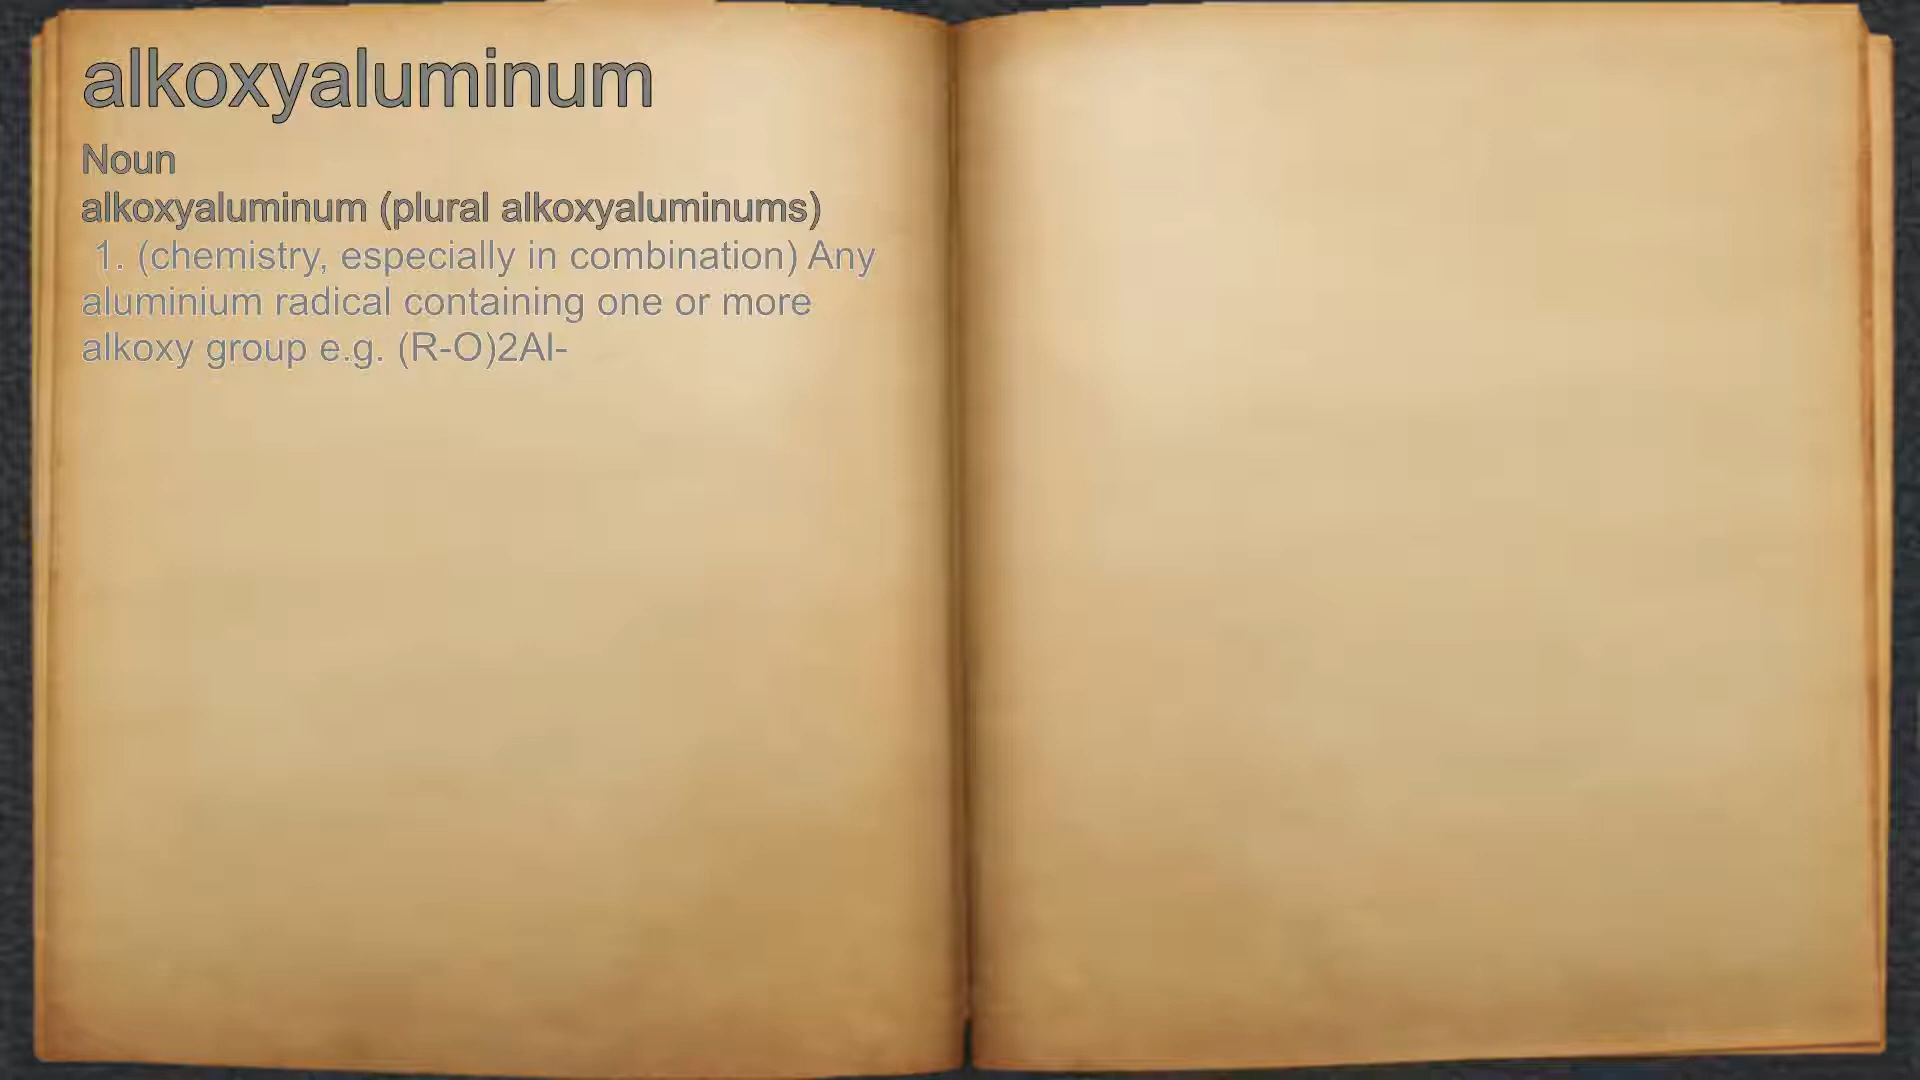 alkoxyaluminum
Noun
alkoxyaluminum (plural alkoxyaluminums)
1. (chemistry, especially in combination) Any
aluminium radical containing one or more
alkoxy group e.g. (R-O)2Al-